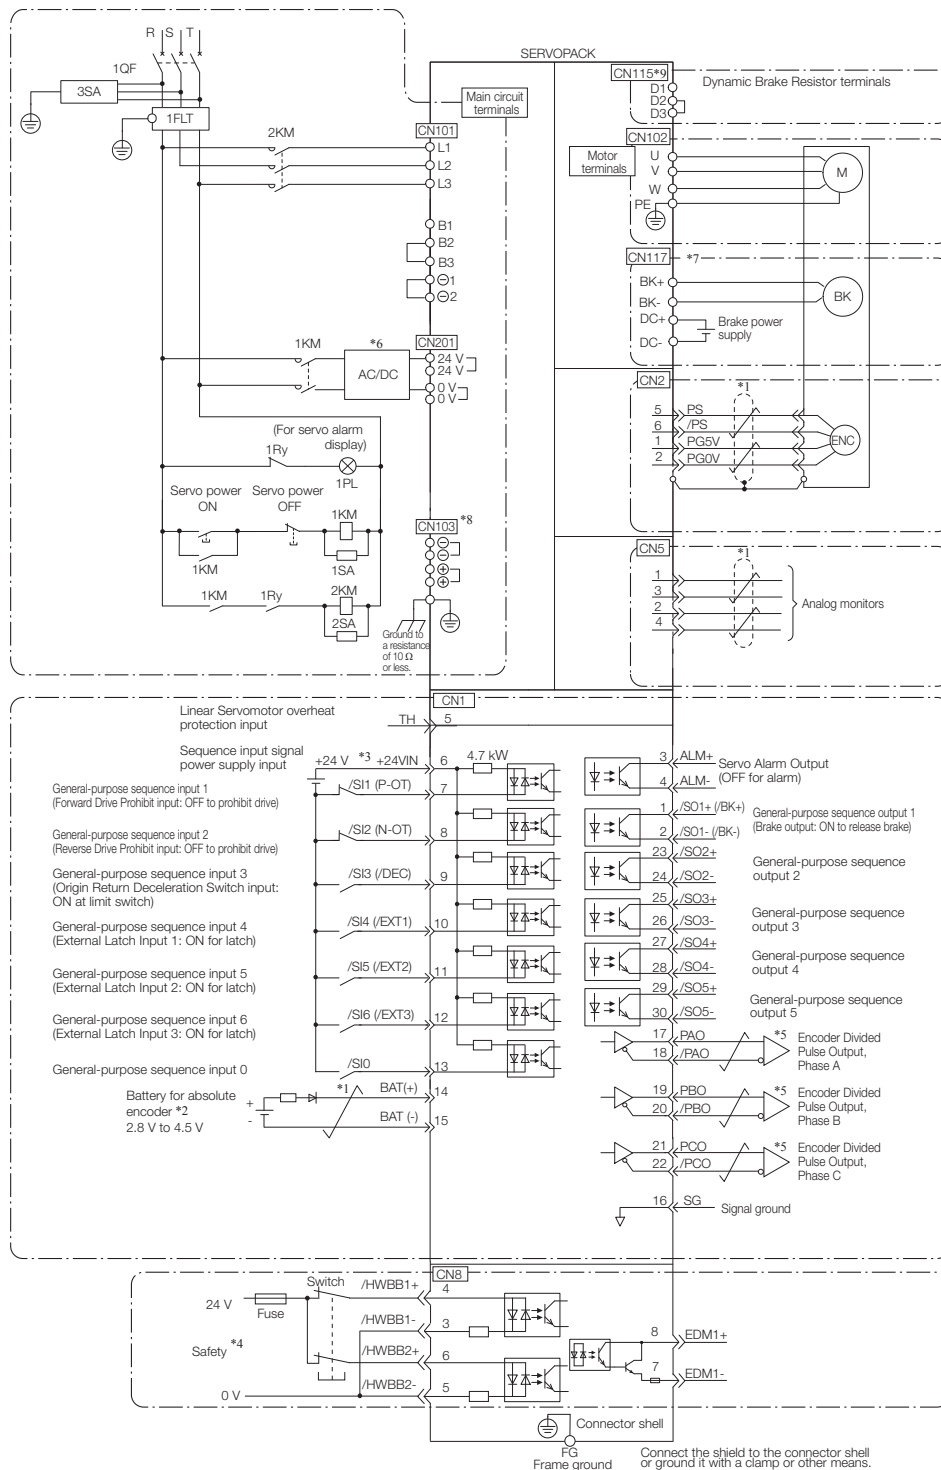 R S T
1QF
3SA
1FLT
2KM
Main circuit
terminals
SERVOPACK
CN101
L1
L2
L3
B1
B2
B3
⊖1
⊖2
CN201
1KM
*6
AC/DC
24 V
24 V
0 V
0 V
(For servo alarm
display)
1Ry
1PL
Servo power
ON
Servo power
OFF
1KM
1KM
1SA
1KM
1Ry
2KM
2SA
CN103
*8
⊖
⊖
⊕
⊕
Ground to
a resistance
of 10 Ω
or less.
CN115*9
Dynamic Brake Resistor terminals
D1
D2
D3
CN102
Motor
terminals
U
V
W
PE
M
CN117
*7
BK+
BK-
BK
DC+
DC-
Brake power
supply
CN2
*1
5 PS
6 /PS
1 PG5V
2 PG0V
ENC
CN5
*1
1
3
2
4
Analog monitors
CN1
Linear Servomotor overheat
protection input
TH 5
Sequence input signal
power supply input
+24 V *3 +24VIN 6
4.7 kW
General-purpose sequence input 1
(Forward Drive Prohibit input: OFF to prohibit drive)
/SI1 (P-OT) 7
General-purpose sequence input 2
(Reverse Drive Prohibit input: OFF to prohibit drive)
/SI2 (N-OT) 8
General-purpose sequence input 3
(Origin Return Deceleration Switch input:
ON at limit switch)
/SI3 (/DEC) 9
General-purpose sequence input 4
(External Latch Input 1: ON for latch)
/SI4 (/EXT1) 10
General-purpose sequence input 5
(External Latch Input 2: ON for latch)
/SI5 (/EXT2) 11
General-purpose sequence input 6
(External Latch Input 3: ON for latch)
/SI6 (/EXT3) 12
General-purpose sequence input 0
/SI0 13
Battery for absolute
encoder *2
2.8 V to 4.5 V
+
-
*1
BAT(+) 14
BAT (-) 15
3 ALM+
4 ALM-
Servo Alarm Output
(OFF for alarm)
1 /SO1+ (/BK+)
2 /SO1- (/BK-)
General-purpose sequence output 1
(Brake output: ON to release brake)
23 /SO2+
24 /SO2-
General-purpose sequence
output 2
25 /SO3+
26 /SO3-
General-purpose sequence
output 3
27 /SO4+
28 /SO4-
General-purpose sequence
output 4
29 /SO5+
30 /SO5-
General-purpose sequence
output 5
17 PAO
18 /PAO
*5
Encoder Divided
Pulse Output,
Phase A
19 PBO
20 /PBO
*5
Encoder Divided
Pulse Output,
Phase B
21 PCO
22 /PCO
*5
Encoder Divided
Pulse Output,
Phase C
16 SG
Signal ground
CN8
Switch
24 V
Fuse
Safety *4
0 V
/HWBB1+ 4
/HWBB1- 3
/HWBB2+ 6
/HWBB2- 5
8 EDM1+
7 EDM1-
Connector shell
FG
Frame ground
Connect the shield to the connector shell
or ground it with a clamp or other means.